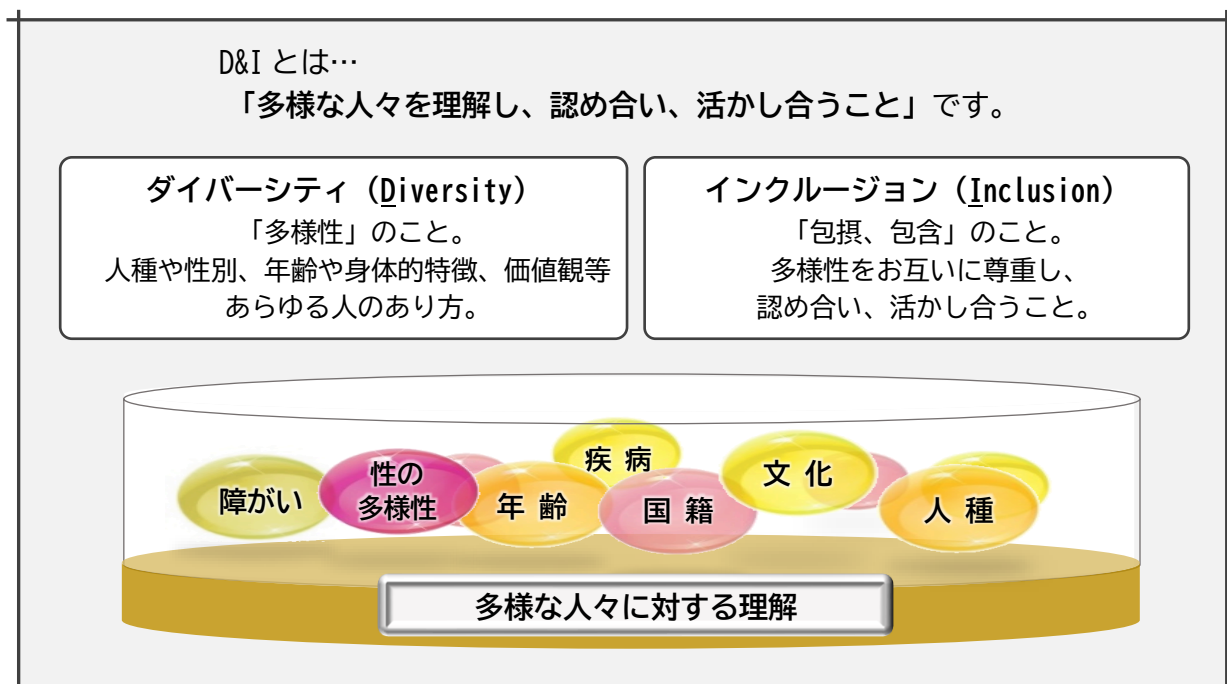 D&I とは…
「多様な人々を理解し、認め合い、活かし合うこと」です。
ダイバーシティ（Diversity）
「多様性」のこと。
人種や性別、年齢や身体的特徴、価値観等
あらゆる人のあり方。
インクルージョン（Inclusion）
「包摂、包含」のこと。
多様性をお互いに尊重し、
認め合い、活かし合うこと。
障がい
性の
多様性
年 齢
疾 病
国 籍
文 化
人 種
多様な人々に対する理解